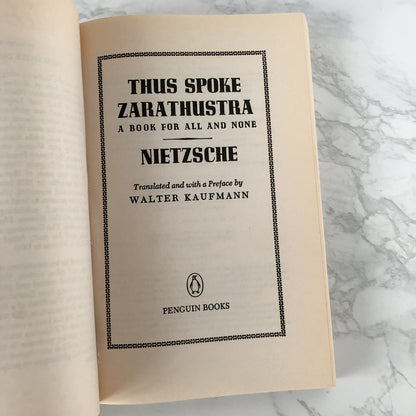 THUS SPOKE
ZARATHUSTRA
A BOOK FOR ALL AND NONE
NIETZSCHE
Translated and with a Preface by
WALTER KAUFMANN
PENGUIN BOOKS